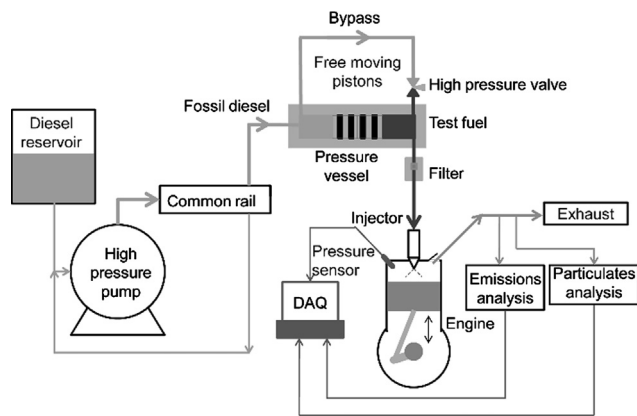 Bypass
Free moving
pistons
High pressure valve
Fossil diesel
Test fuel
Diesel
reservoir
Pressure
vessel
Filter
Common rail
Injector
Exhaust
High
pressure
pump
Pressure
sensor
DAQ
Emissions
analysis
Particulates
analysis
Engine